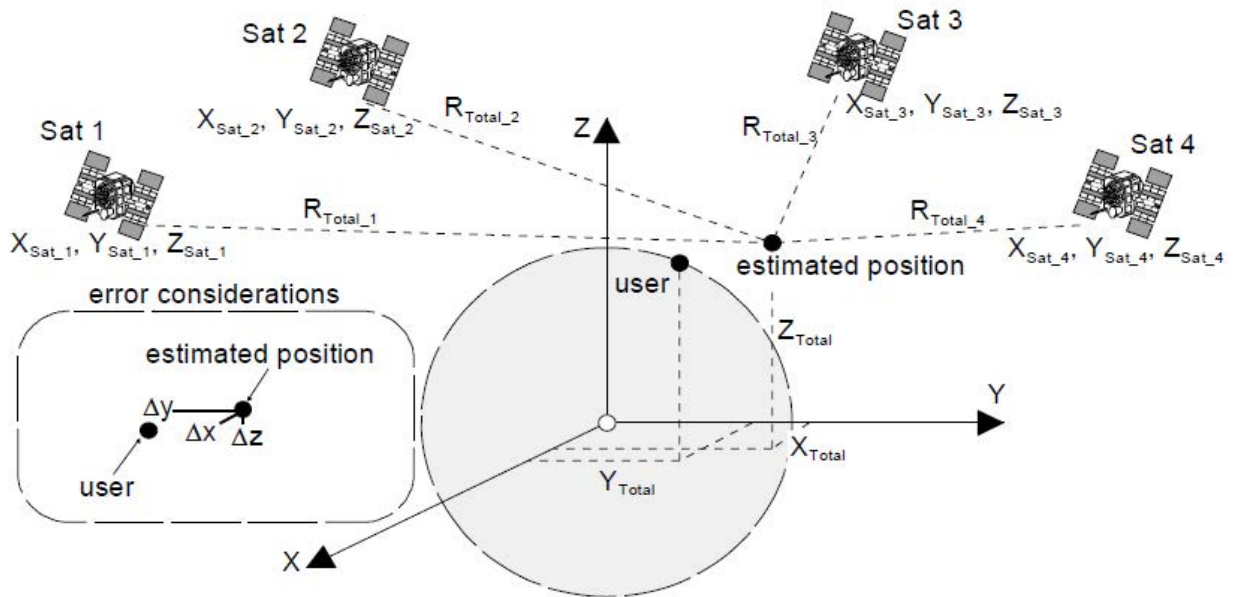 Sat 2
Sat 3
X_Sat_2, Y_Sat_2, Z_Sat_2
R_Total_2
Z
X_Sat_3, Y_Sat_3, Z_Sat_3
Sat 1
R_Total_3
Sat 4
R_Total_1
R_Total_4
X_Sat_1, Y_Sat_1, Z_Sat_1
X_Sat_4, Y_Sat_4, Z_Sat_4
estimated position
user
error considerations
Z_Total
estimated position
Y
Δy
Δx
Δz
X_Total
Y_Total
user
X